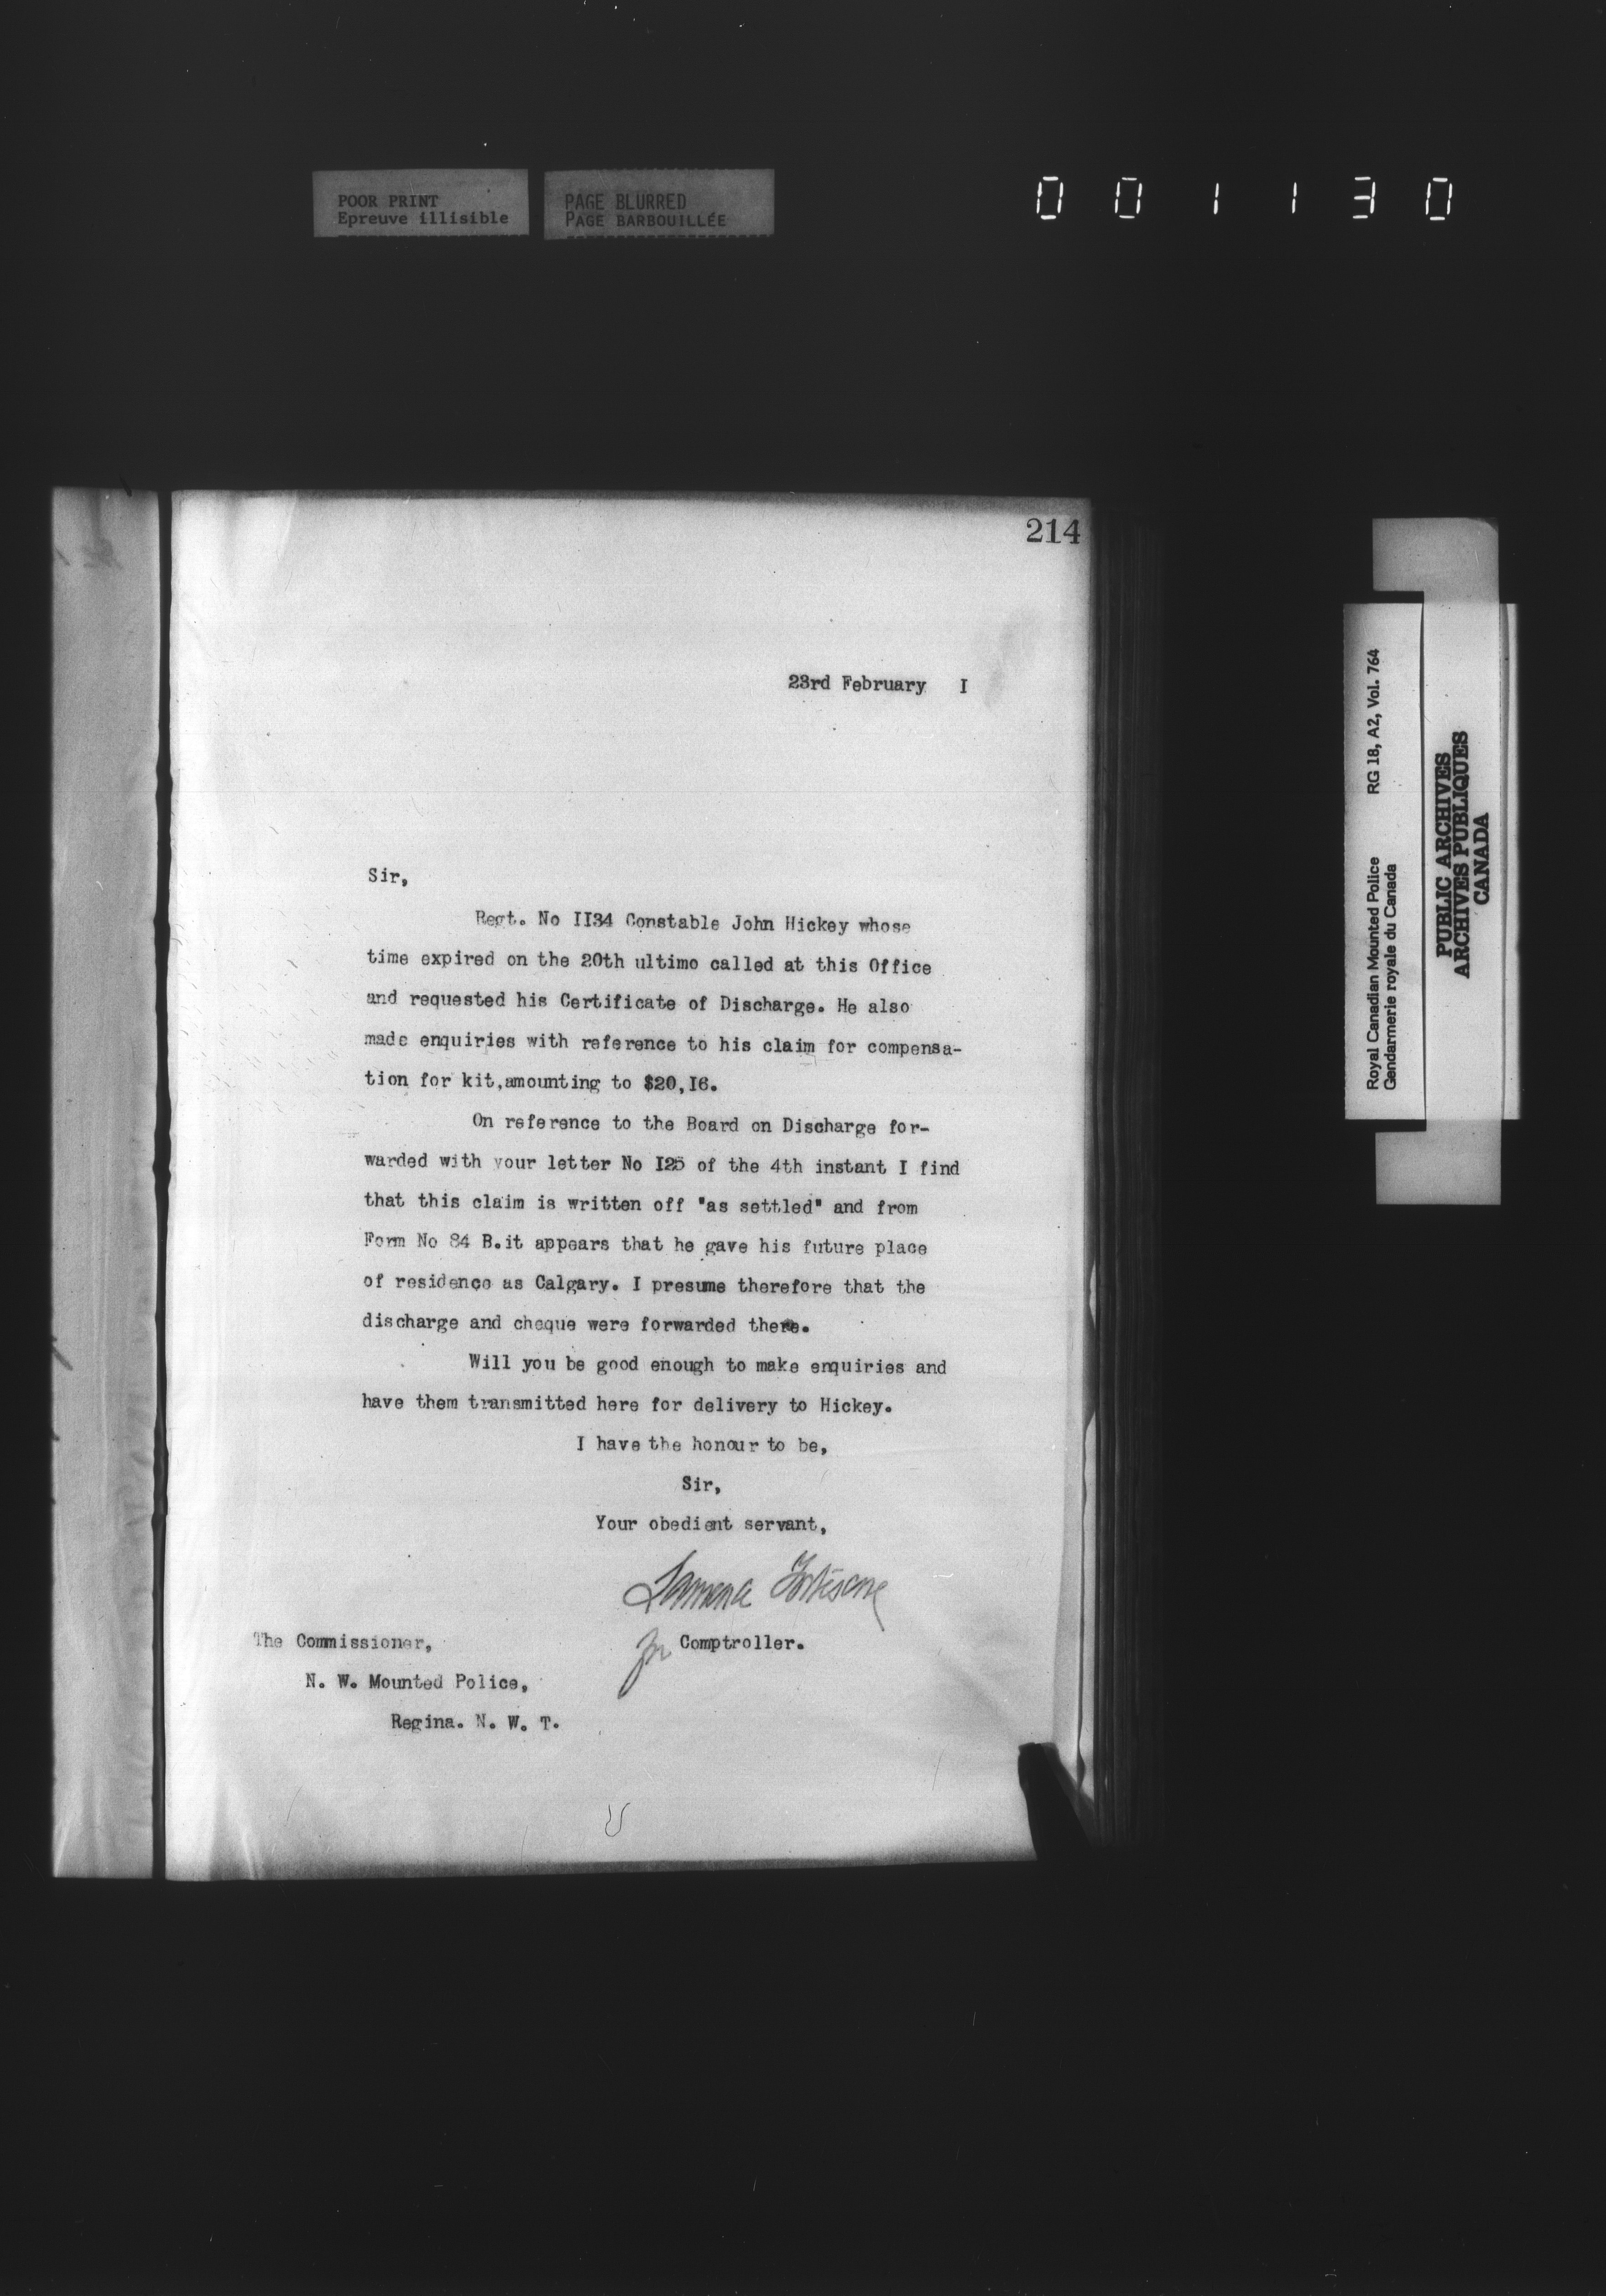 POOR PRINT
Epreuve illisible
PAGE BLURRED
PAGE BARBOUILLÉE
001130
214
23rd February I
Sir,
Regt. No II34 Constable John Hickey whose
time expired on the 20th ultimo called at this Office
and requested his Certificate of Discharge. He also
made enquiries with reference to his claim for compensa-
tion for kit,amounting to $20,I6.
On reference to the Board on Discharge for-
warded with your letter No I25 of the 4th instant I find
that this claim is written off "as settled" and from
Form No 84 B.it appears that he gave his future place
of residence as Calgary. I presume therefore that the
discharge and cheque were forwarded there.
Will you be good enough to make enquiries and
have them transmitted here for delivery to Hickey.
I have the honour to be,
Sir,
Your obedient servant,
Laurence Fortescue
for Comptroller.
The Commissioner,
N. W. Mounted Police,
Regina. N. W. T.
Royal Canadian Mounted Police RG 18, A2, Vol. 764
Gendarmerie royale du Canada
PUBLIC ARCHIVES
ARCHIVES PUBLIQUES
CANADA